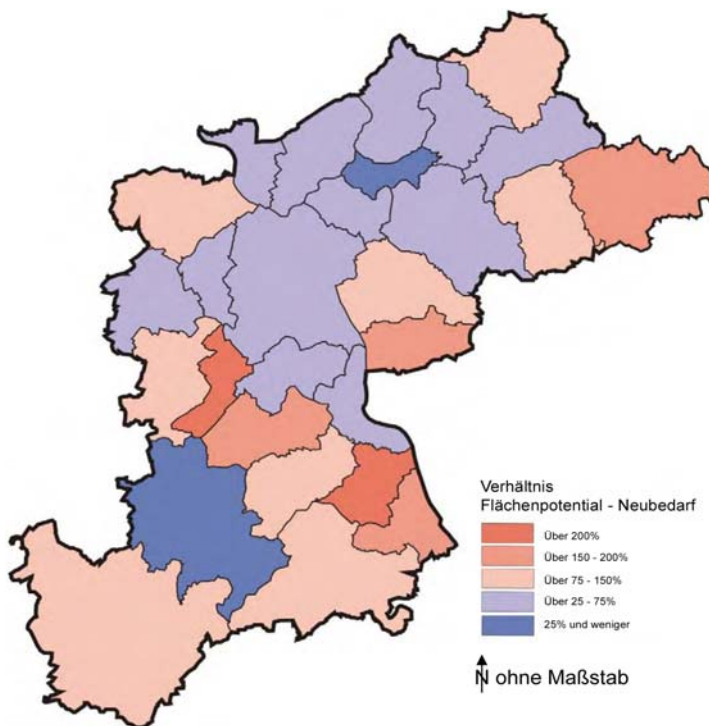 Verhältnis
Flächenpotential - Neubedarf
Über 200%
Über 150 - 200%
Über 75 - 150%
Über 25 - 75%
25% und weniger
N ohne Maßstab